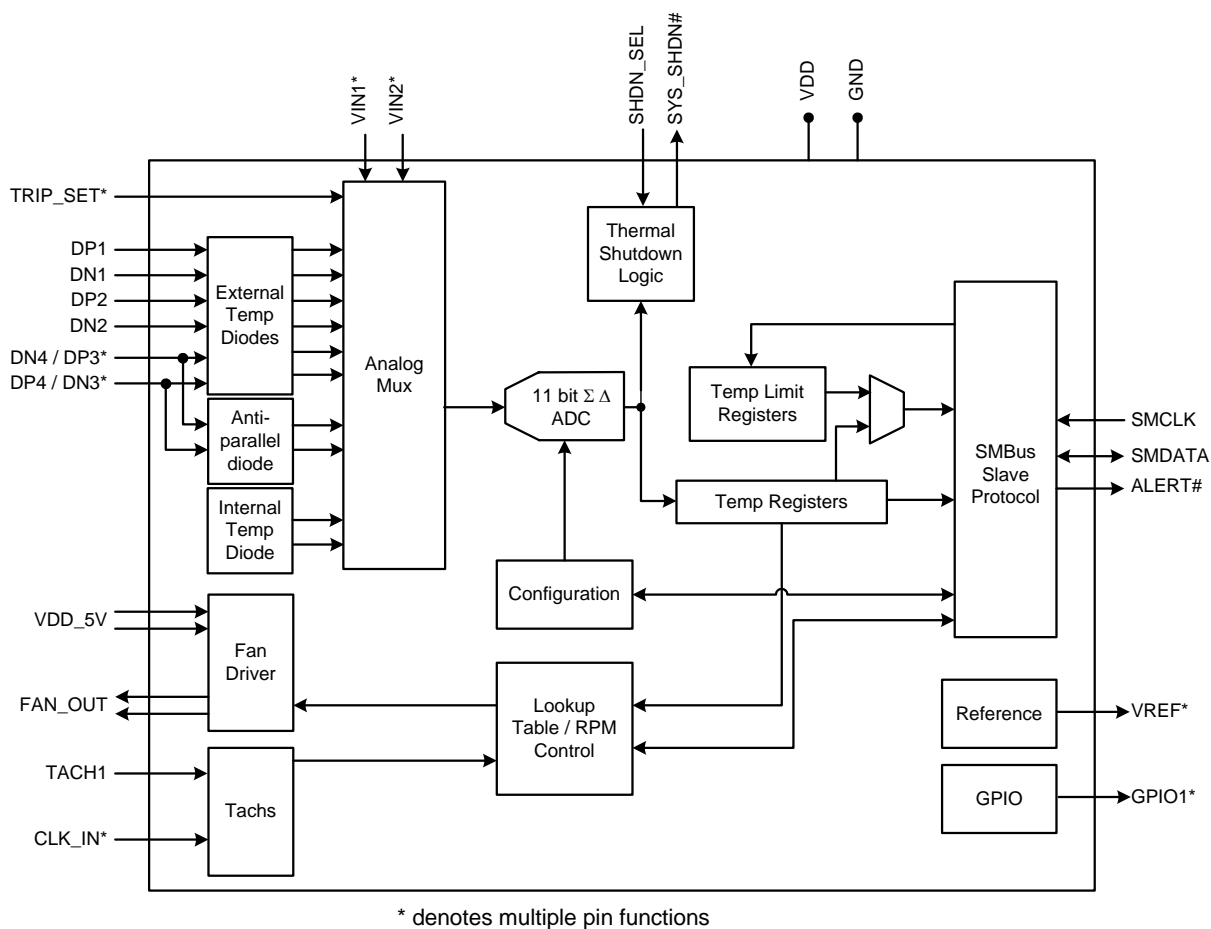 VIN1*
VIN2*
SHDN_SEL
SYS_SHDN#
VDD
GND
TRIP_SET*
DP1
DN1
DP2
DN2
DN4 / DP3*
DP4 / DN3*
External
Temp
Diodes
Anti-
parallel
diode
Internal
Temp
Diode
Analog
Mux
11 bit Σ Δ
ADC
Thermal
Shutdown
Logic
Temp Limit
Registers
Temp Registers
Configuration
SMBus
Slave
Protocol
SMCLK
SMDATA
ALERT#
VDD_5V
FAN_OUT
Fan
Driver
TACH1
CLK_IN*
Tachs
Lookup
Table / RPM
Control
Reference
VREF*
GPIO
GPIO1*
* denotes multiple pin functions